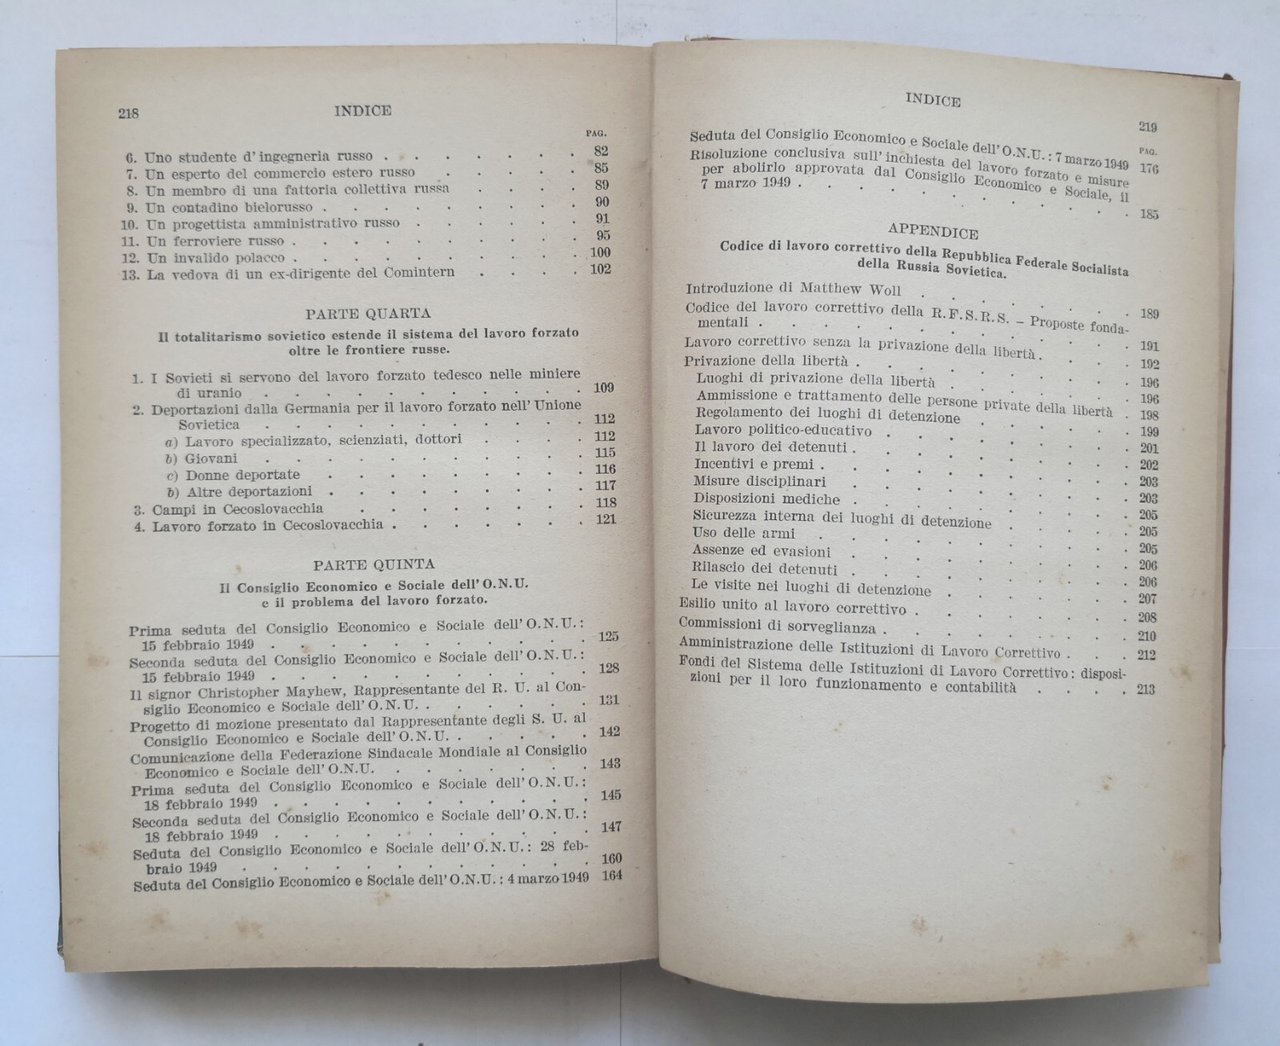 218 INDICE
PAG.
6. Uno studente d'ingegneria russo . . . . . . . 82
7. Un esperto del commercio estero russo . . . . . 85
8. Un membro di una fattoria collettiva russa . . . . 89
9. Un contadino bielorusso . . . . . . . . . 90
10. Un progettista amministrativo russo . . . . . . 91
11. Un ferroviere russo . . . . . . . . . . 95
12. Un invalido polacco . . . . . . . . . . 100
13. La vedova di un ex-dirigente del Comintern . . . . 102
PARTE QUARTA
Il totalitarismo sovietico estende il sistema del lavoro forzato
oltre le frontiere russe.
1. I Sovieti si servono del lavoro forzato tedesco nelle miniere
di uranio . . . . . . . . . . . 109
2. Deportazioni dalla Germania per il lavoro forzato nell'Unione
Sovietica . . . . . . . . . . . 112
a) Lavoro specializzato, scienziati, dottori . . . . 112
b) Giovani . . . . . . . . . . . 115
c) Donne deportate . . . . . . . . . 116
b) Altre deportazioni . . . . . . . . . 117
3. Campi in Cecoslovacchia . . . . . . . . 118
4. Lavoro forzato in Cecoslovacchia . . . . . . . 121
PARTE QUINTA
Il Consiglio Economico e Sociale dell'O.N.U.
e il problema del lavoro forzato.
Prima seduta del Consiglio Economico e Sociale dell'O.N.U.:
15 febbraio 1949 . . . . . . . . . . 125
Seconda seduta del Consiglio Economico e Sociale dell'O.N.U.:
15 febbraio 1949 . . . . . . . . . . 128
Il signor Christopher Mayhew, Rappresentante del R. U. al Con-
siglio Economico e Sociale dell'O.N.U. . . . . . . 131
Progetto di mozione presentato dal Rappresentante degli S. U. al
Consiglio Economico e Sociale dell'O.N.U. . . . . . 142
Comunicazione della Federazione Sindacale Mondiale al Consiglio
Economico e Sociale dell'O.N.U. . . . . . . . 143
Prima seduta del Consiglio Economico e Sociale dell'O.N.U.:
18 febbraio 1949 . . . . . . . . . . 145
Seconda seduta del Consiglio Economico e Sociale dell'O.N.U.:
18 febbraio 1949 . . . . . . . . . . 147
Seduta del Consiglio Economico e Sociale dell'O.N.U.: 28 feb-
braio 1949 . . . . . . . . . . . 160
Seduta del Consiglio Economico e Sociale dell'O.N.U.: 4 marzo 1949 164
INDICE 219
PAG.
Seduta del Consiglio Economico e Sociale dell'O.N.U.: 7 marzo 1949 176
Risoluzione conclusiva sull'inchiesta del lavoro forzato e misure
per abolirlo approvata dal Consiglio Economico e Sociale, il
7 marzo 1949 . . . . . . . . . . . 185
APPENDICE
Codice di lavoro correttivo della Repubblica Federale Socialista
della Russia Sovietica.
Introduzione di Matthew Woll . . . . . . . . 189
Codice del lavoro correttivo della R.F.S.R.S. - Proposte fonda-
mentali . . . . . . . . . . . . 191
Lavoro correttivo senza la privazione della libertà . . . . 192
Privazione della libertà . . . . . . . . . . 196
Luoghi di privazione della libertà . . . . . . . 196
Ammissione e trattamento delle persone private della libertà . 198
Regolamento dei luoghi di detenzione . . . . . . 199
Lavoro politico-educativo . . . . . . . . . 201
Il lavoro dei detenuti . . . . . . . . . . 202
Incentivi e premi . . . . . . . . . . . 203
Misure disciplinari . . . . . . . . . . 203
Disposizioni mediche . . . . . . . . . . 205
Sicurezza interna dei luoghi di detenzione . . . . . 205
Uso delle armi . . . . . . . . . . . 205
Assenze ed evasioni . . . . . . . . . . 206
Rilascio dei detenuti . . . . . . . . . . 206
Le visite nei luoghi di detenzione . . . . . . . 207
Esilio unito al lavoro correttivo . . . . . . . . 208
Commissioni di sorveglianza . . . . . . . . . 210
Amministrazione delle Istituzioni di Lavoro Correttivo . . . 212
Fondi del Sistema delle Istituzioni di Lavoro Correttivo: disposi-
zioni per il loro funzionamento e contabilità . . . . 213